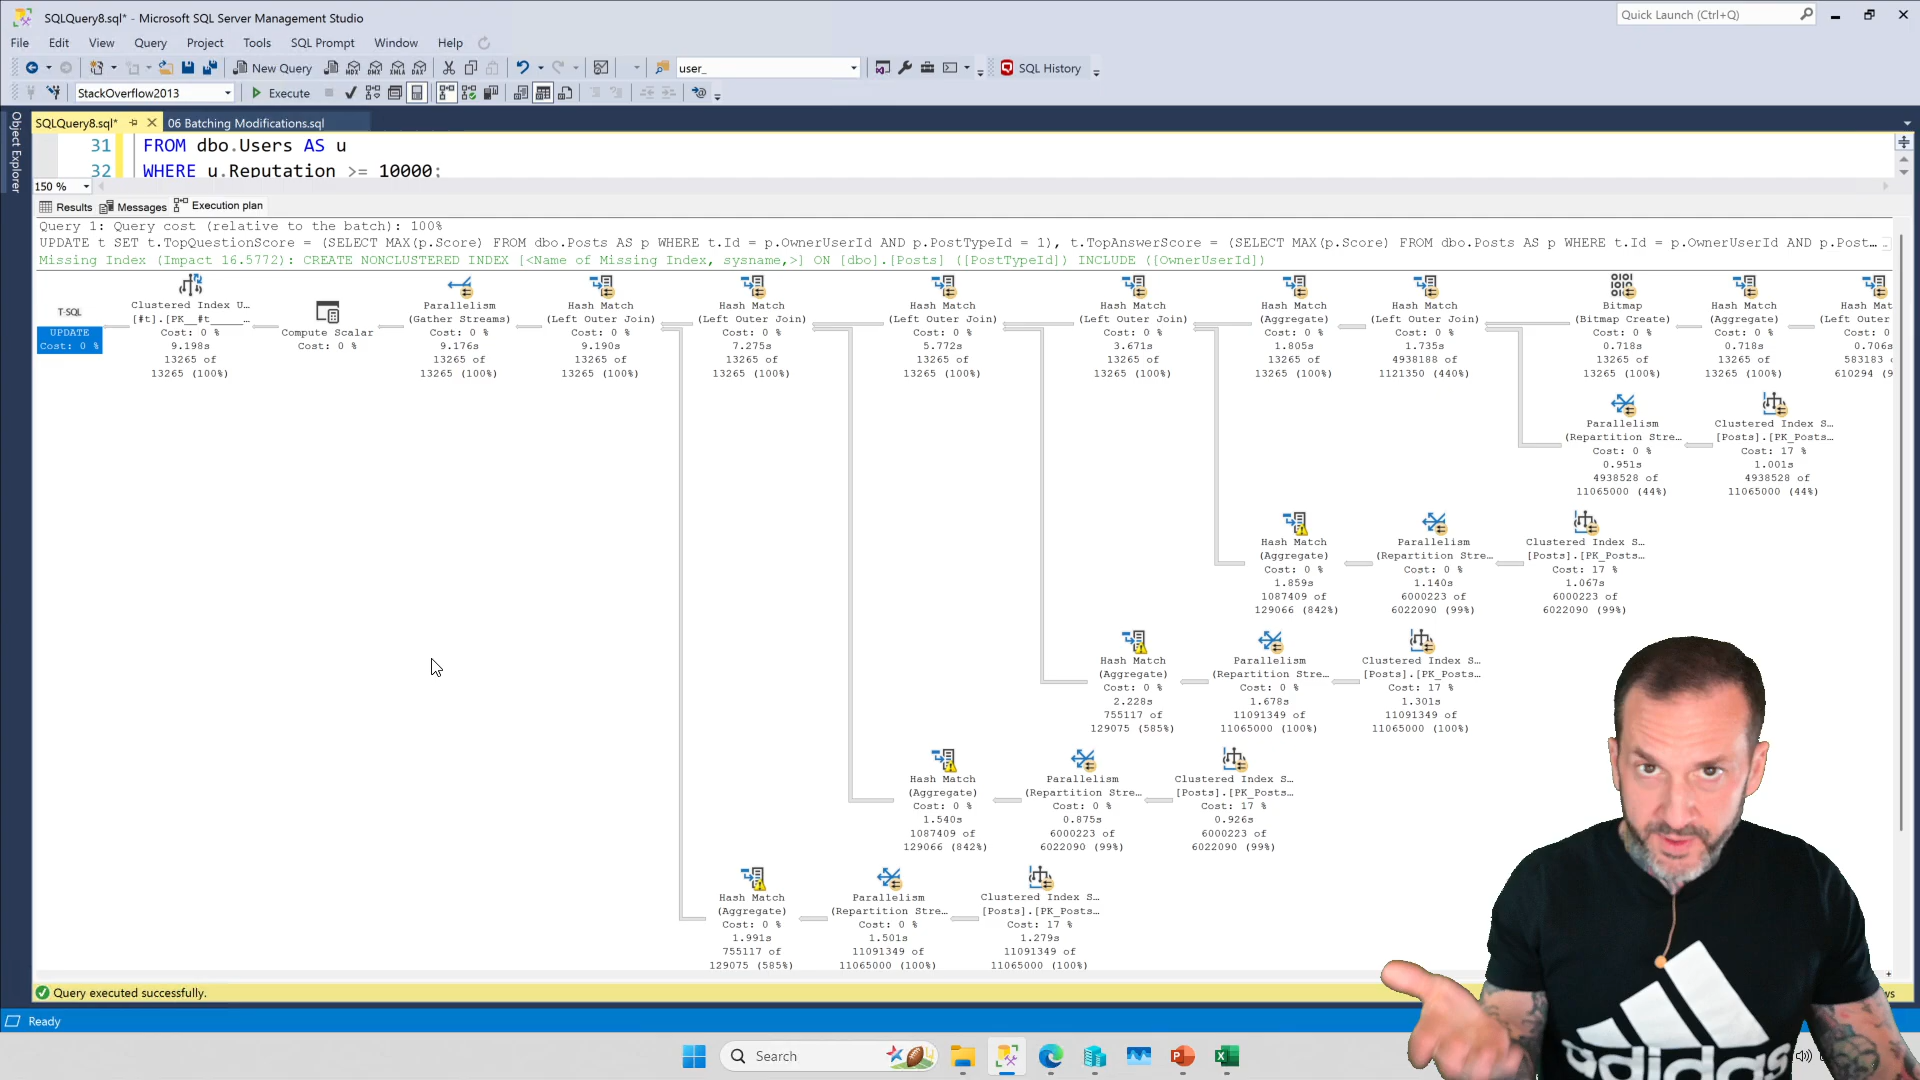 SQLQuery8.sql* - Microsoft SQL Server Management Studio
Quick Launch (Ctrl+Q)
File Edit View Query Project Tools SQL Prompt Window Help
New Query MDX DMX XMLA DAX user_ SQL History
StackOverflow2013 Execute
SQLQuery8.sql* 06 Batching Modifications.sql
Object Explorer
31 FROM dbo.Users AS u
32 WHERE u.Reputation >= 10000;
150 %
Results Messages Execution plan
Query 1: Query cost (relative to the batch): 100%
UPDATE t SET t.TopQuestionScore = (SELECT MAX(p.Score) FROM dbo.Posts AS p WHERE t.Id = p.OwnerUserId AND p.PostTypeId = 1), t.TopAnswerScore = (SELECT MAX(p.Score) FROM dbo.Posts AS p WHERE t.Id = p.OwnerUserId AND p.Post...
Missing Index (Impact 16.5772): CREATE NONCLUSTERED INDEX [<Name of Missing Index, sysname,>] ON [dbo].[Posts] ([PostTypeId]) INCLUDE ([OwnerUserId])
T-SQL
UPDATE
Cost: 0 %
Clustered Index U...
[#t].[PK__#t_____...
Cost: 0 %
9.198s
13265 of
13265 (100%)
Compute Scalar
Cost: 0 %
Parallelism
(Gather Streams)
Cost: 0 %
9.176s
13265 of
13265 (100%)
Hash Match
(Left Outer Join)
Cost: 0 %
9.190s
13265 of
13265 (100%)
Hash Match
(Left Outer Join)
Cost: 0 %
7.275s
13265 of
13265 (100%)
Hash Match
(Left Outer Join)
Cost: 0 %
5.772s
13265 of
13265 (100%)
Hash Match
(Left Outer Join)
Cost: 0 %
3.671s
13265 of
13265 (100%)
Hash Match
(Aggregate)
Cost: 0 %
1.805s
13265 of
13265 (100%)
Hash Match
(Left Outer Join)
Cost: 0 %
1.735s
4938188 of
1121350 (440%)
Bitmap
(Bitmap Create)
Cost: 0 %
0.718s
13265 of
13265 (100%)
Hash Match
(Aggregate)
Cost: 0 %
0.718s
13265 of
13265 (100%)
Hash Mat
(Left Outer
Cost: 0
0.706s
583183
610294 (9
Parallelism
(Repartition Stre...
Cost: 0 %
0.951s
4938528 of
11065000 (44%)
Clustered Index S...
[Posts].[PK_Posts...
Cost: 17 %
1.001s
4938528 of
11065000 (44%)
Hash Match
(Aggregate)
Cost: 0 %
1.859s
1087409 of
129066 (842%)
Parallelism
(Repartition Stre...
Cost: 0 %
1.140s
6000223 of
6022090 (99%)
Clustered Index S...
[Posts].[PK_Posts...
Cost: 17 %
1.067s
6000223 of
6022090 (99%)
Hash Match
(Aggregate)
Cost: 0 %
2.228s
755117 of
129075 (585%)
Parallelism
(Repartition Stre...
Cost: 0 %
1.678s
11091349 of
11065000 (100%)
Clustered Index S...
[Posts].[PK_Posts...
Cost: 17 %
1.301s
11091349 of
11065000 (100%)
Hash Match
(Aggregate)
Cost: 0 %
1.540s
1087409 of
129066 (842%)
Parallelism
(Repartition Stre...
Cost: 0 %
0.875s
6000223 of
6022090 (99%)
Clustered Index S...
[Posts].[PK_Posts...
Cost: 17 %
0.926s
6000223 of
6022090 (99%)
Hash Match
(Aggregate)
Cost: 0 %
1.991s
755117 of
129075 (585%)
Parallelism
(Repartition Stre...
Cost: 0 %
1.501s
11091349 of
11065000 (100%)
Clustered Index S...
[Posts].[PK_Posts...
Cost: 17 %
1.279s
11091349 of
11065000 (100%)
Query executed successfully.
Ready
Search
adidas